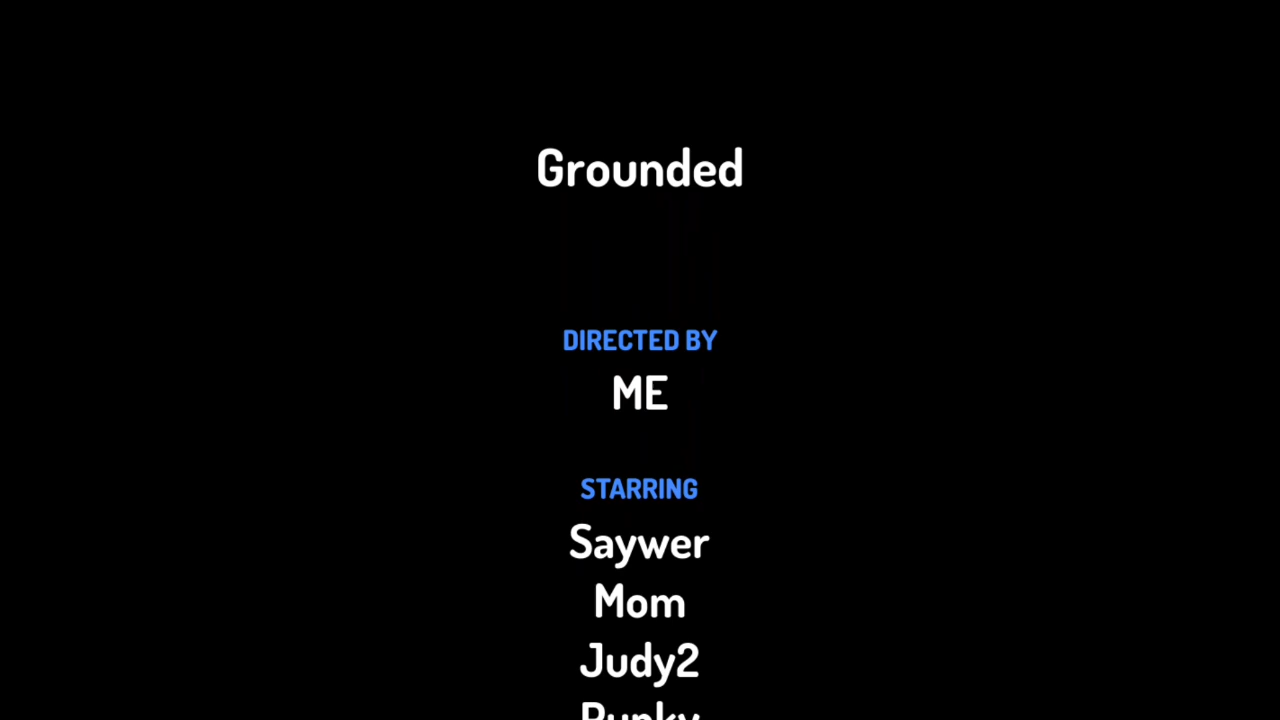 Grounded
DIRECTED BY
ME
STARRING
Saywer
Mom
Judy2